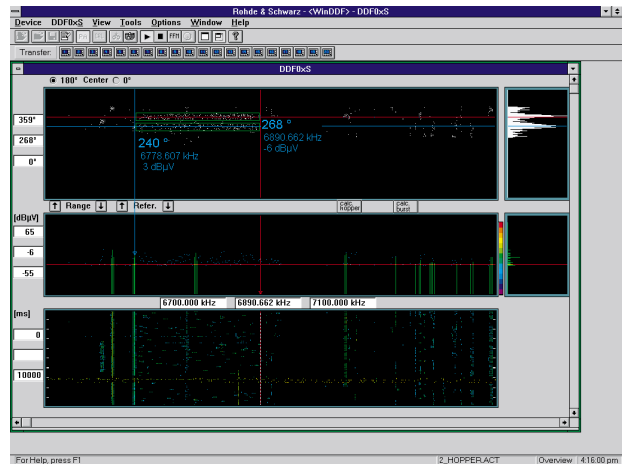 Rohde & Schwarz - <WinDDF> - DDF0xS
Device DDF0xS View Tools Options Window Help
FFM
Transfer:
DDF0xS
180° Center 0°
359°
268°
0°
268 °
6890.662 kHz
-6 dBµV
240 °
6778.607 kHz
3 dBµV
Range Refer.
calc. hopper
calc. burst
[dBµV]
65
-6
-55
6700.000 kHz 6890.662 kHz 7100.000 kHz
[ms]
0
10000
For Help, press F1 2_HOPPER.ACT Overview 4:16:00 pm